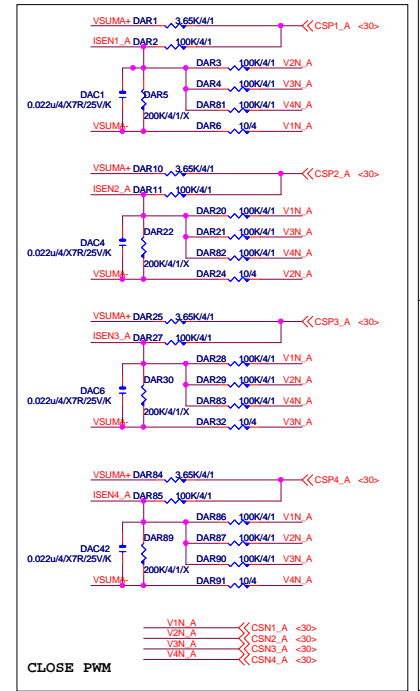 VSUMA+ DAR1 3.65K/4/1 CSP1_A <30>
ISEN1_A DAR2 100K/4/1
DAR3 100K/4/1 V2N_A
DAC1 DAR5 DAR4 100K/4/1 V3N_A
0.022u/4/X7R/25V/K 200K/4/1/X DAR81 100K/4/1 V4N_A
VSUMA- DAR6 10/4 V1N_A
VSUMA+ DAR10 3.65K/4/1 CSP2_A <30>
ISEN2_A DAR11 100K/4/1
DAR20 100K/4/1 V1N_A
DAC4 DAR22 DAR21 100K/4/1 V3N_A
0.022u/4/X7R/25V/K 200K/4/1/X DAR82 100K/4/1 V4N_A
VSUMA- DAR24 10/4 V2N_A
VSUMA+ DAR25 3.65K/4/1 CSP3_A <30>
ISEN3_A DAR27 100K/4/1
DAR28 100K/4/1 V1N_A
DAC6 DAR30 DAR29 100K/4/1 V2N_A
0.022u/4/X7R/25V/K 200K/4/1/X DAR83 100K/4/1 V4N_A
VSUMA- DAR32 10/4 V3N_A
VSUMA+ DAR84 3.65K/4/1 CSP4_A <30>
ISEN4_A DAR85 100K/4/1
DAR86 100K/4/1 V1N_A
DAC42 DAR89 DAR87 100K/4/1 V2N_A
0.022u/4/X7R/25V/K 200K/4/1/X DAR90 100K/4/1 V3N_A
VSUMA- DAR91 10/4 V4N_A
V1N_A CSN1_A <30>
V2N_A CSN2_A <30>
V3N_A CSN3_A <30>
V4N_A CSN4_A <30>
CLOSE PWM